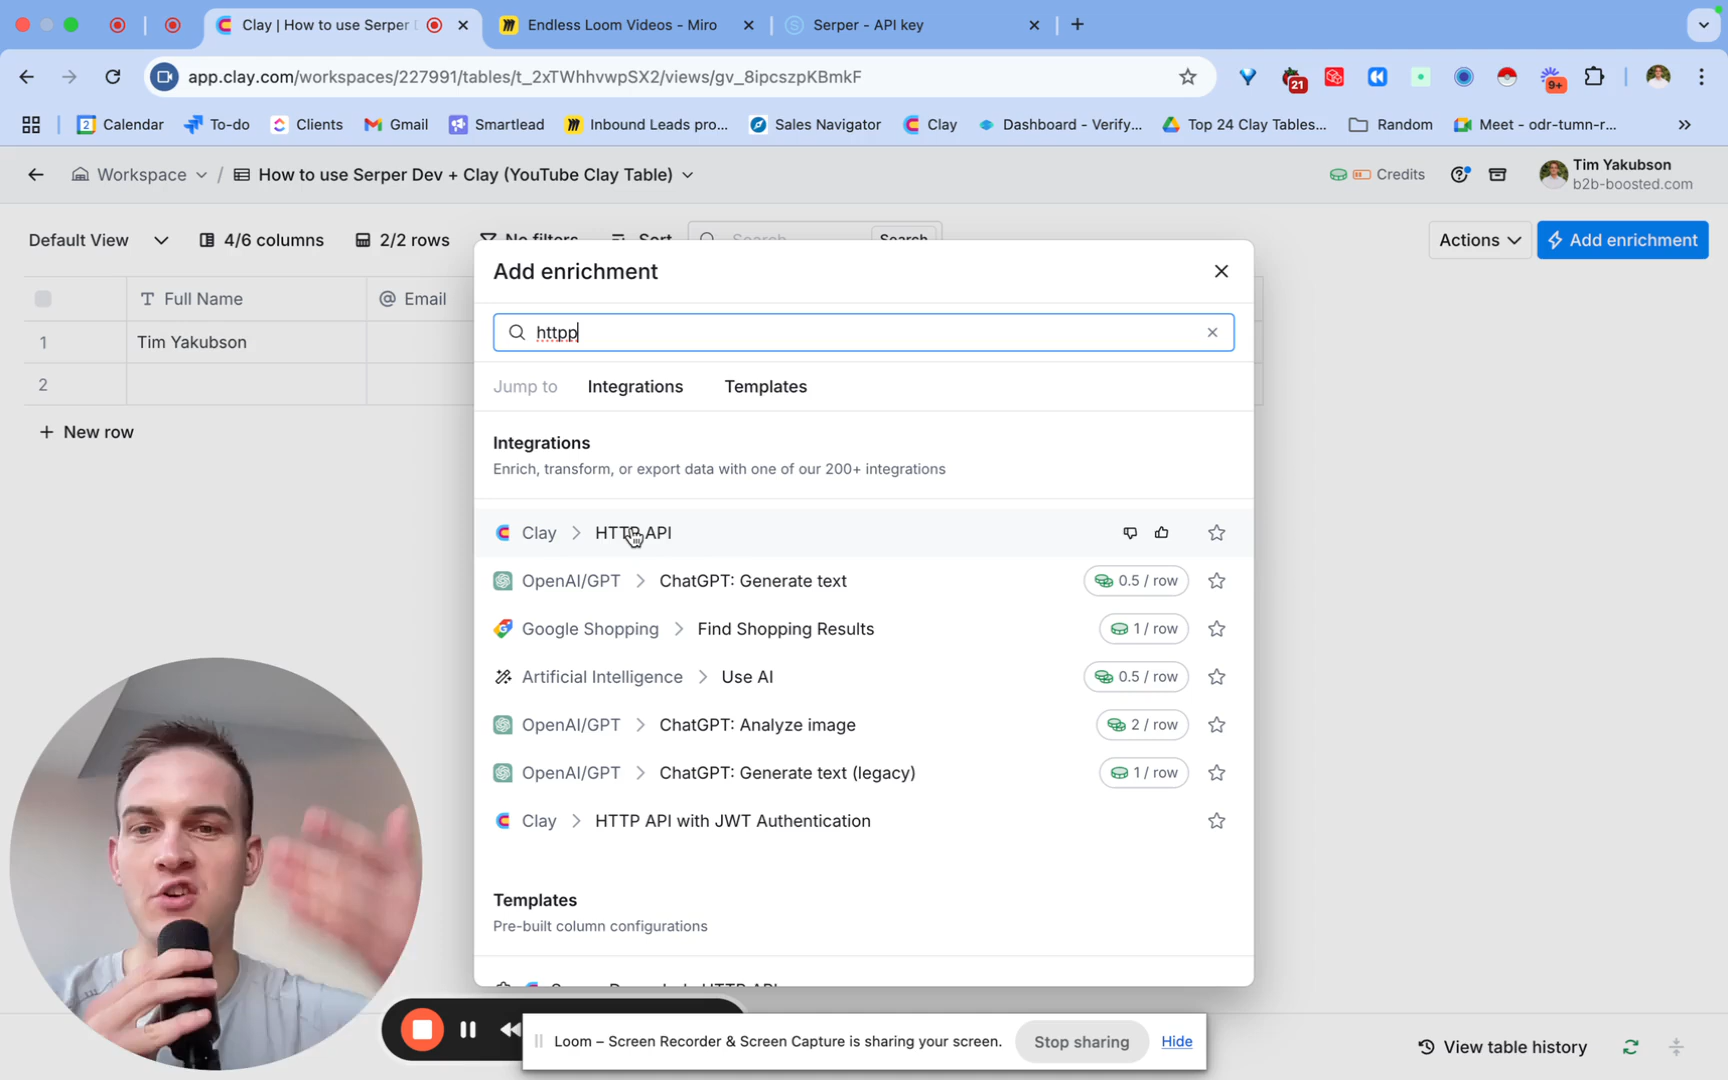 Clay | How to use Serper
Endless Loom Videos - Miro
Serper - API key
app.clay.com/workspaces/227991/tables/t_2xTWhhvwpSX2/views/gv_8ipcszpKBmkF
21
9+
2
Calendar
To-do
Clients
Gmail
Smartlead
Inbound Leads pro...
Sales Navigator
Clay
Dashboard - Verify,...
Top 24 Clay Tables...
Random
Meet - odr-tumn-r...
Workspace
/
How to use Serper Dev + Clay (YouTube Clay Table)
Credits
Tim Yakubson
b2b-boosted.com
Default View
4/6 columns
2/2 rows
No filters
Sort
Search
Search
Actions
Add enrichment
Full Name
@ Email
1
Tim Yakubson
2
+ New row
Add enrichment
httpp
Jump to
Integrations
Templates
Integrations
Enrich, transform, or export data with one of our 200+ integrations
Clay > HTTP API
OpenAI/GPT > ChatGPT: Generate text
0.5 / row
Google Shopping > Find Shopping Results
1 / row
Artificial Intelligence > Use AI
0.5 / row
OpenAI/GPT > ChatGPT: Analyze image
2 / row
OpenAI/GPT > ChatGPT: Generate text (legacy)
1 / row
Clay > HTTP API with JWT Authentication
Templates
Pre-built column configurations
HTTP API
Loom – Screen Recorder & Screen Capture is sharing your screen.
Stop sharing
Hide
View table history